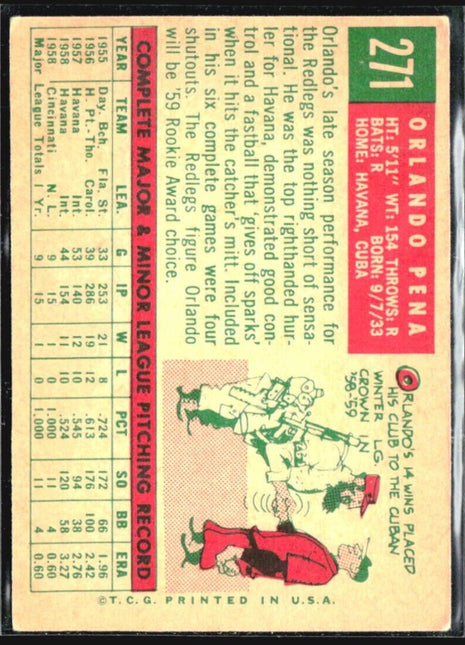 271
ORLANDO PENA
HT: 5'11" WT: 154 THROWS: R
BATS: R BORN: 9/7/33
HOME: HAVANA, CUBA
Orlando's late season performance for
the Redlegs was nothing short of sensa-
tional. He was the top righthanded hur-
ler for Havana, demonstrated good con-
trol and a fastball that 'gives off sparks'
when it hits the catcher's mitt. Included
in his six complete games were four
shutouts. The Redlegs figure Orlando
will be '59 Rookie Award choice.
ORLANDO'S 14 WINS PLACED
HIS CLUB TO THE CUBAN
WINTER LG.
CROWN IN
'58-'59
COMPLETE MAJOR & MINOR LEAGUE PITCHING RECORD
YEAR TEAM LEA. G IP W L PCT SO BB ERA
1955 Day. Bch. Fla. St. 33 253 21 8 .724 172 66 1.96
1956 H. Pt.-Tho. Carol. 39 286 19 12 .613 176 100 2.42
1957 Havana Int. 53 140 12 10 .545 94 38 2.76
1958 Havana Int. 44 154 11 10 .524 120 58 3.27
1958 Cincinnati N. L. 9 15 1 0 1.000 11 4 0.60
Major League Totals 1 Yr. 9 15 1 0 1.000 11 4 0.60
© T.C.G. PRINTED IN U.S.A.